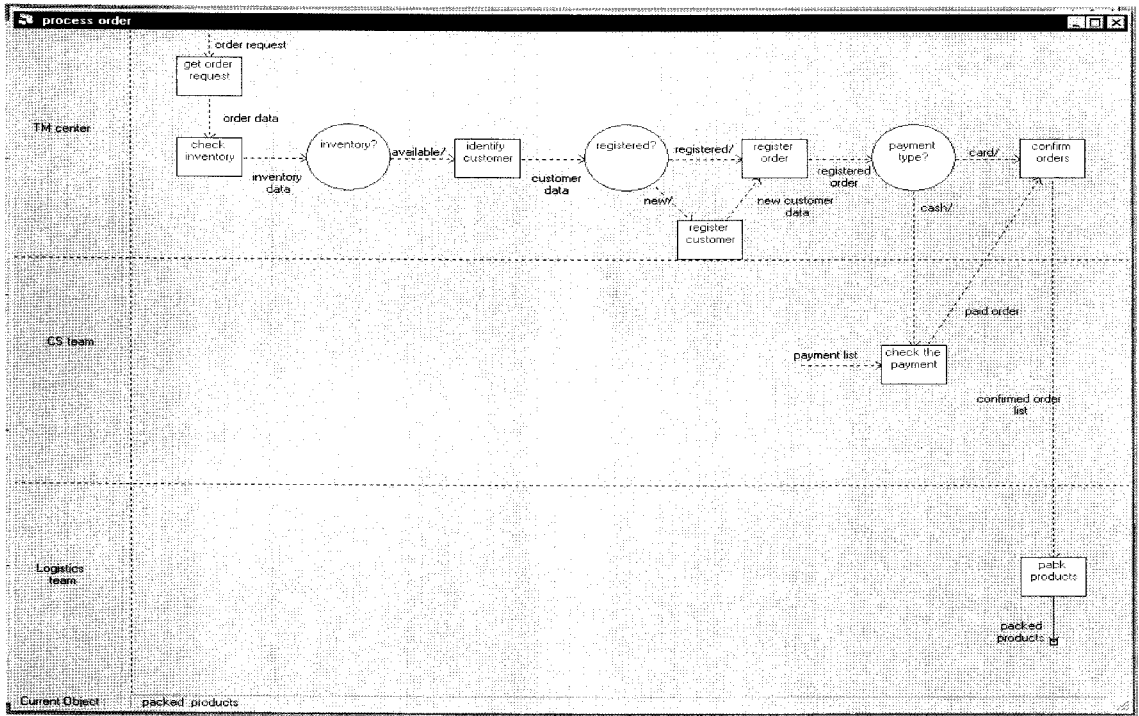 process order
order request
get order
request
order data
TM center
check
inventory
inventory?
available/
identify
customer
registered?
registered/
register
order
payment
type?
card/
confirm
orders
inventory
data
customer
data
new/
new customer
data
registered
order
cash/
register
customer
paid order
CS team
payment list
check the
payment
confirmed order
list
Logistics
team
pabk
products
packed
products
Current Object
packed products